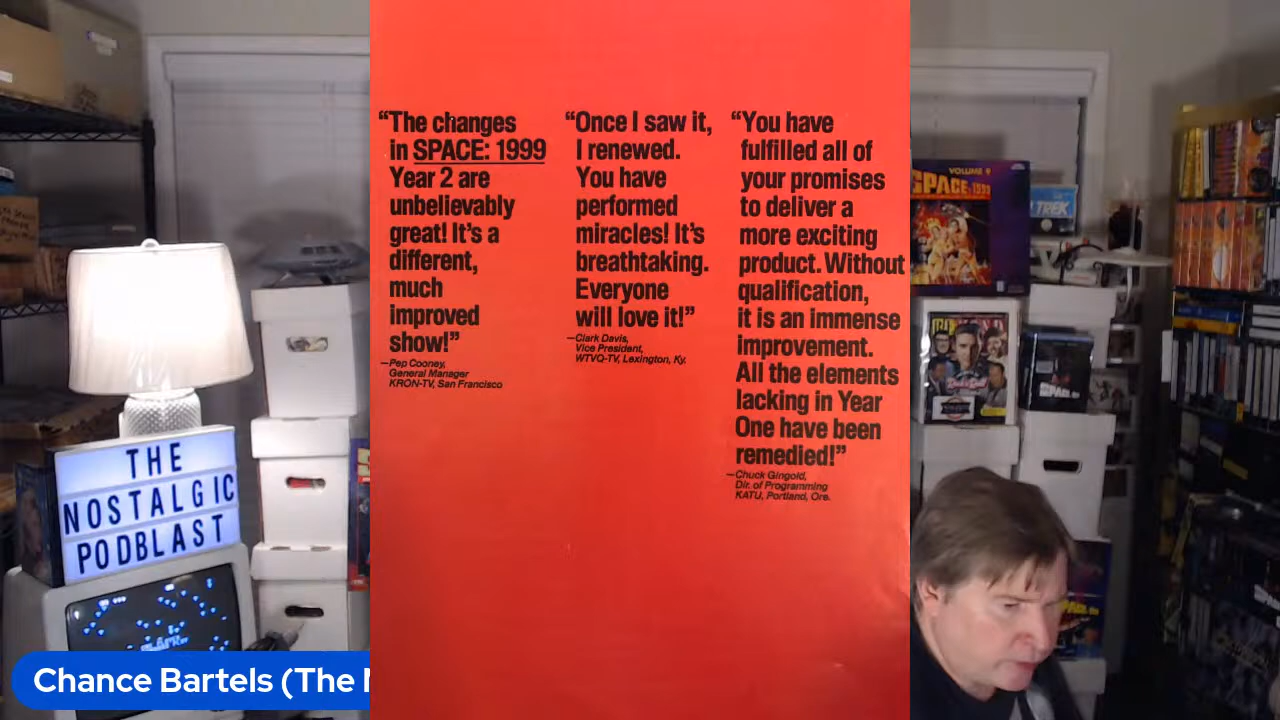 “The changes
in SPACE: 1999
Year 2 are
unbelievably
great! It’s a
different,
much
improved
show!”
—Pep Cooney,
General Manager
KRON-TV, San Francisco
“Once I saw it,
I renewed.
You have
performed
miracles! It’s
breathtaking.
Everyone
will love it!”
—Clark Davis,
Vice President,
WTVQ-TV, Lexington, Ky.
“You have
fulfilled all of
your promises
to deliver a
more exciting
product. Without
qualification,
it is an immense
improvement.
All the elements
lacking in Year
One have been
remedied!”
—Chuck Gingold,
Dir. of Programming
KATU, Portland, Ore.
VOLUME 9
SPACE: 1999
TREK
THE
NOSTALGIC
PODBLAST
Chance Bartels (The